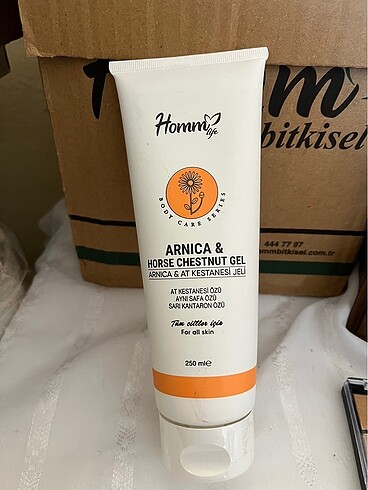 Homm
life
BODY CARE SERIES
ARNICA &
HORSE CHESTNUT GEL
ARNICA & AT KESTANESİ JELİ
AT KESTANESİ ÖZÜ
AYNI SAFA ÖZÜ
SARI KANTARON ÖZÜ
Tüm ciltler için
For all skin
250 ml℮
bitkisel
444 77 97
hommbitkisel.com.tr